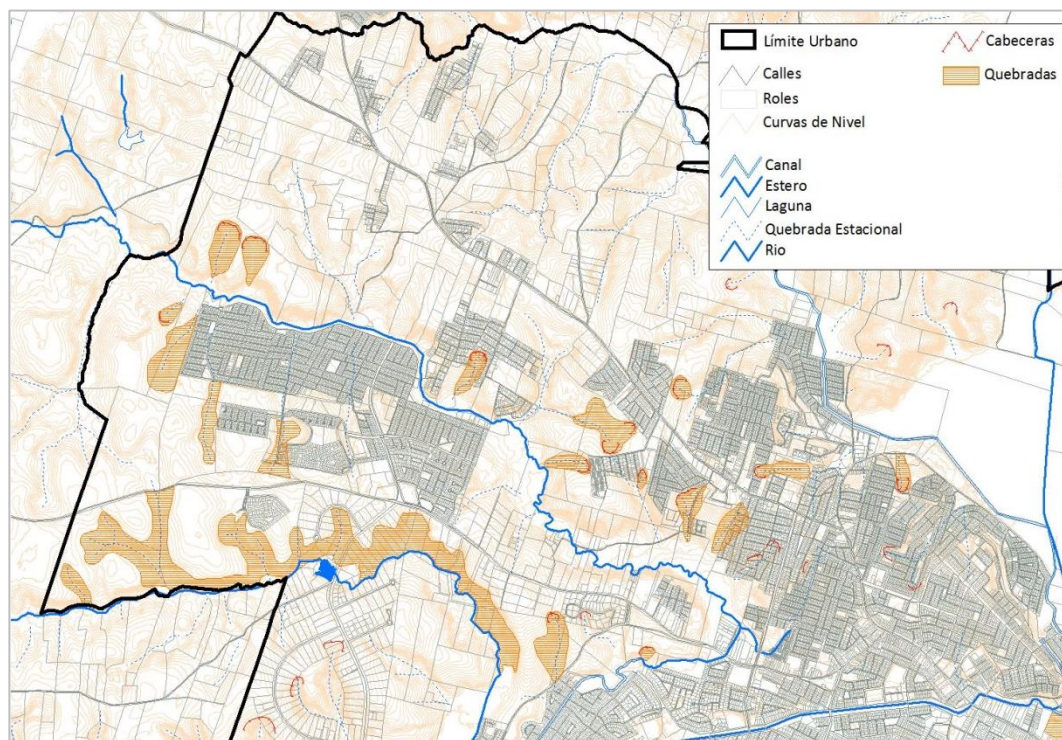 Límite Urbano
Cabeceras
Calles
Quebradas
Roles
Curvas de Nivel
Canal
Estero
Laguna
Quebrada Estacional
Rio